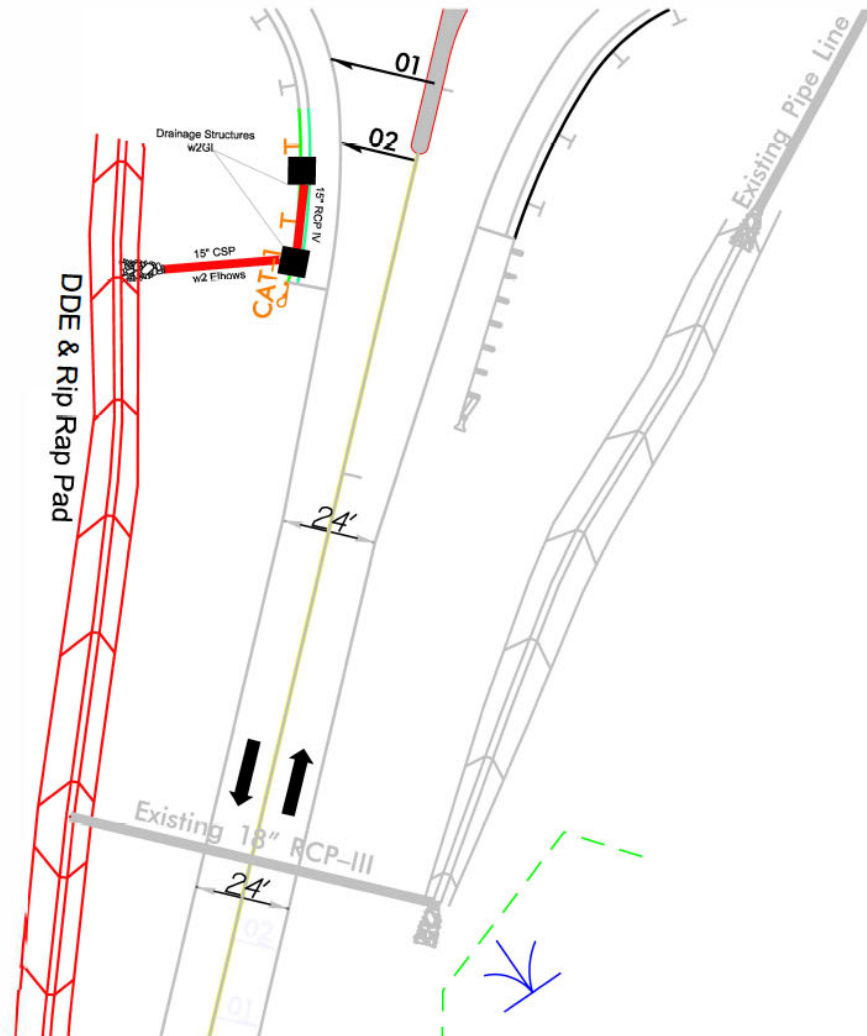 01
02
Drainage Structures
w2GI
15" RCP IV
15" CSP
w2 Elbows
CAT-1
DDE & Rip Rap Pad
Existing Pipe Line
24'
Existing 18" RCP-III
24'
02
01